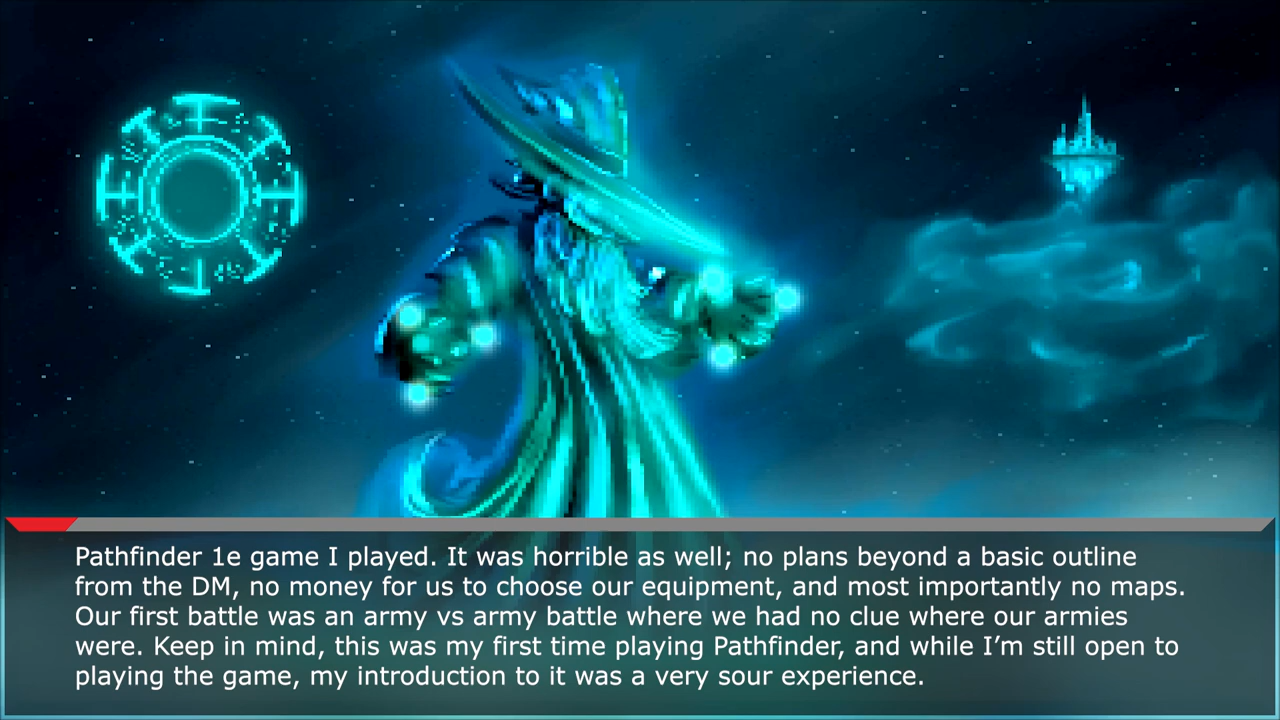 Pathfinder 1e game I played. It was horrible as well; no plans beyond a basic outline
from the DM, no money for us to choose our equipment, and most importantly no maps.
Our first battle was an army vs army battle where we had no clue where our armies
were. Keep in mind, this was my first time playing Pathfinder, and while I’m still open to
playing the game, my introduction to it was a very sour experience.